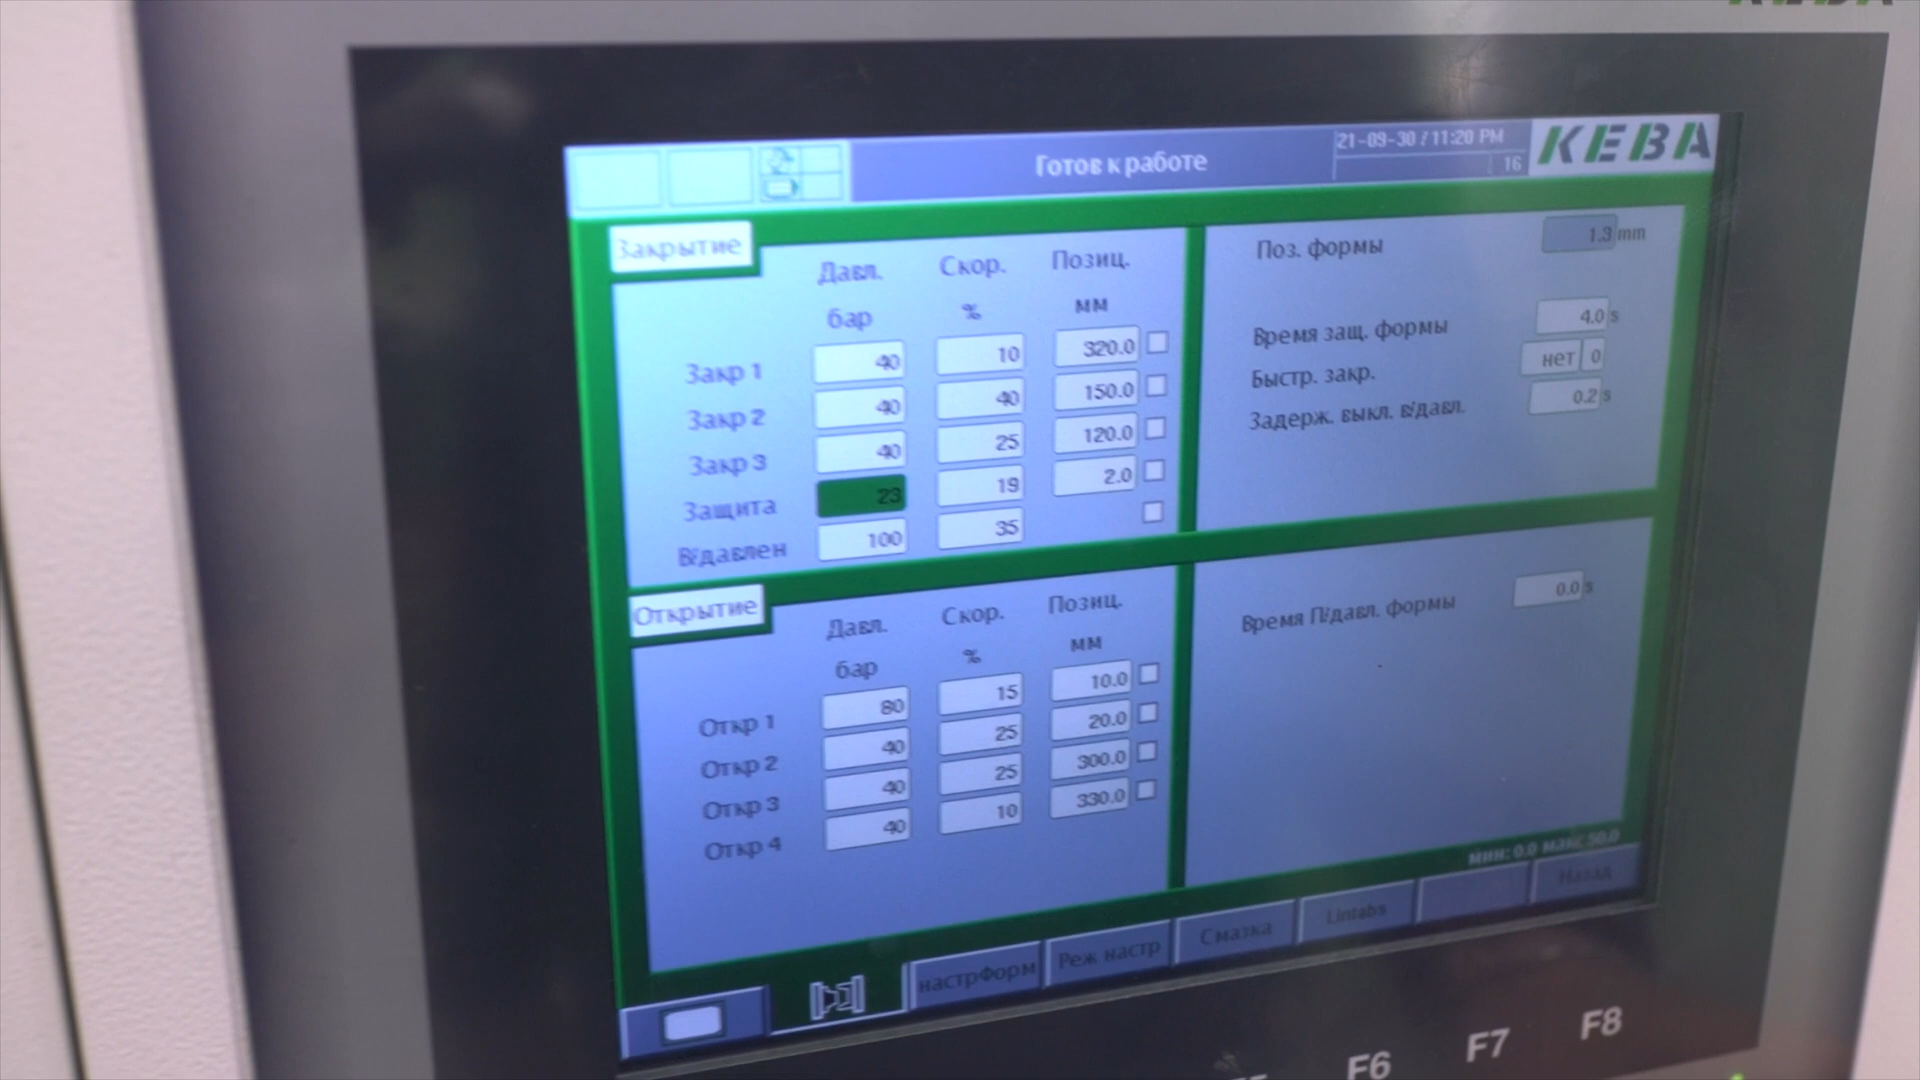 Готов к работе
21-09-30 / 11:20 PM
16
KEBA
Закрытие
Давл. Скор. Позиц.
бар % мм
Закр 1 40 10 320.0
Закр 2 40 40 150.0
Закр 3 40 25 120.0
Защита 23 19 2.0
В/давлен 100 35
Поз. формы 1.3 mm
Время защ. формы 4.0 s
Быстр. закр. нет 0
Задерж. выкл. в/давл. 0.2 s
Открытие
Давл. Скор. Позиц.
бар % мм
Откр 1 80 15 10.0
Откр 2 40 25 20.0
Откр 3 40 25 300.0
Откр 4 40 10 330.0
Время П/давл. формы 0.0 s
мин: 0.0 макс: 50.0
настрФорм Реж настр Смазка Lintabs Назад
F6 F7 F8